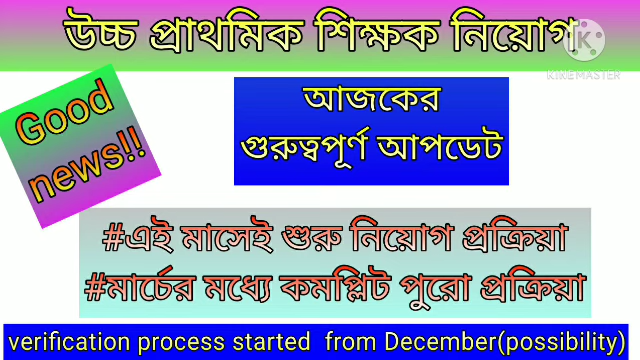 উচ্চ প্রাথমিক শিক্ষক নিয়োগ
KINEMASTER
Good
news!!
আজকের
গুরুত্বপূর্ণ আপডেট
#এই মাসেই শুরু নিয়োগ প্রক্রিয়া
#মার্চের মধ্যে কমপ্লিট পুরো প্রক্রিয়া
verification process started from December(possibility)